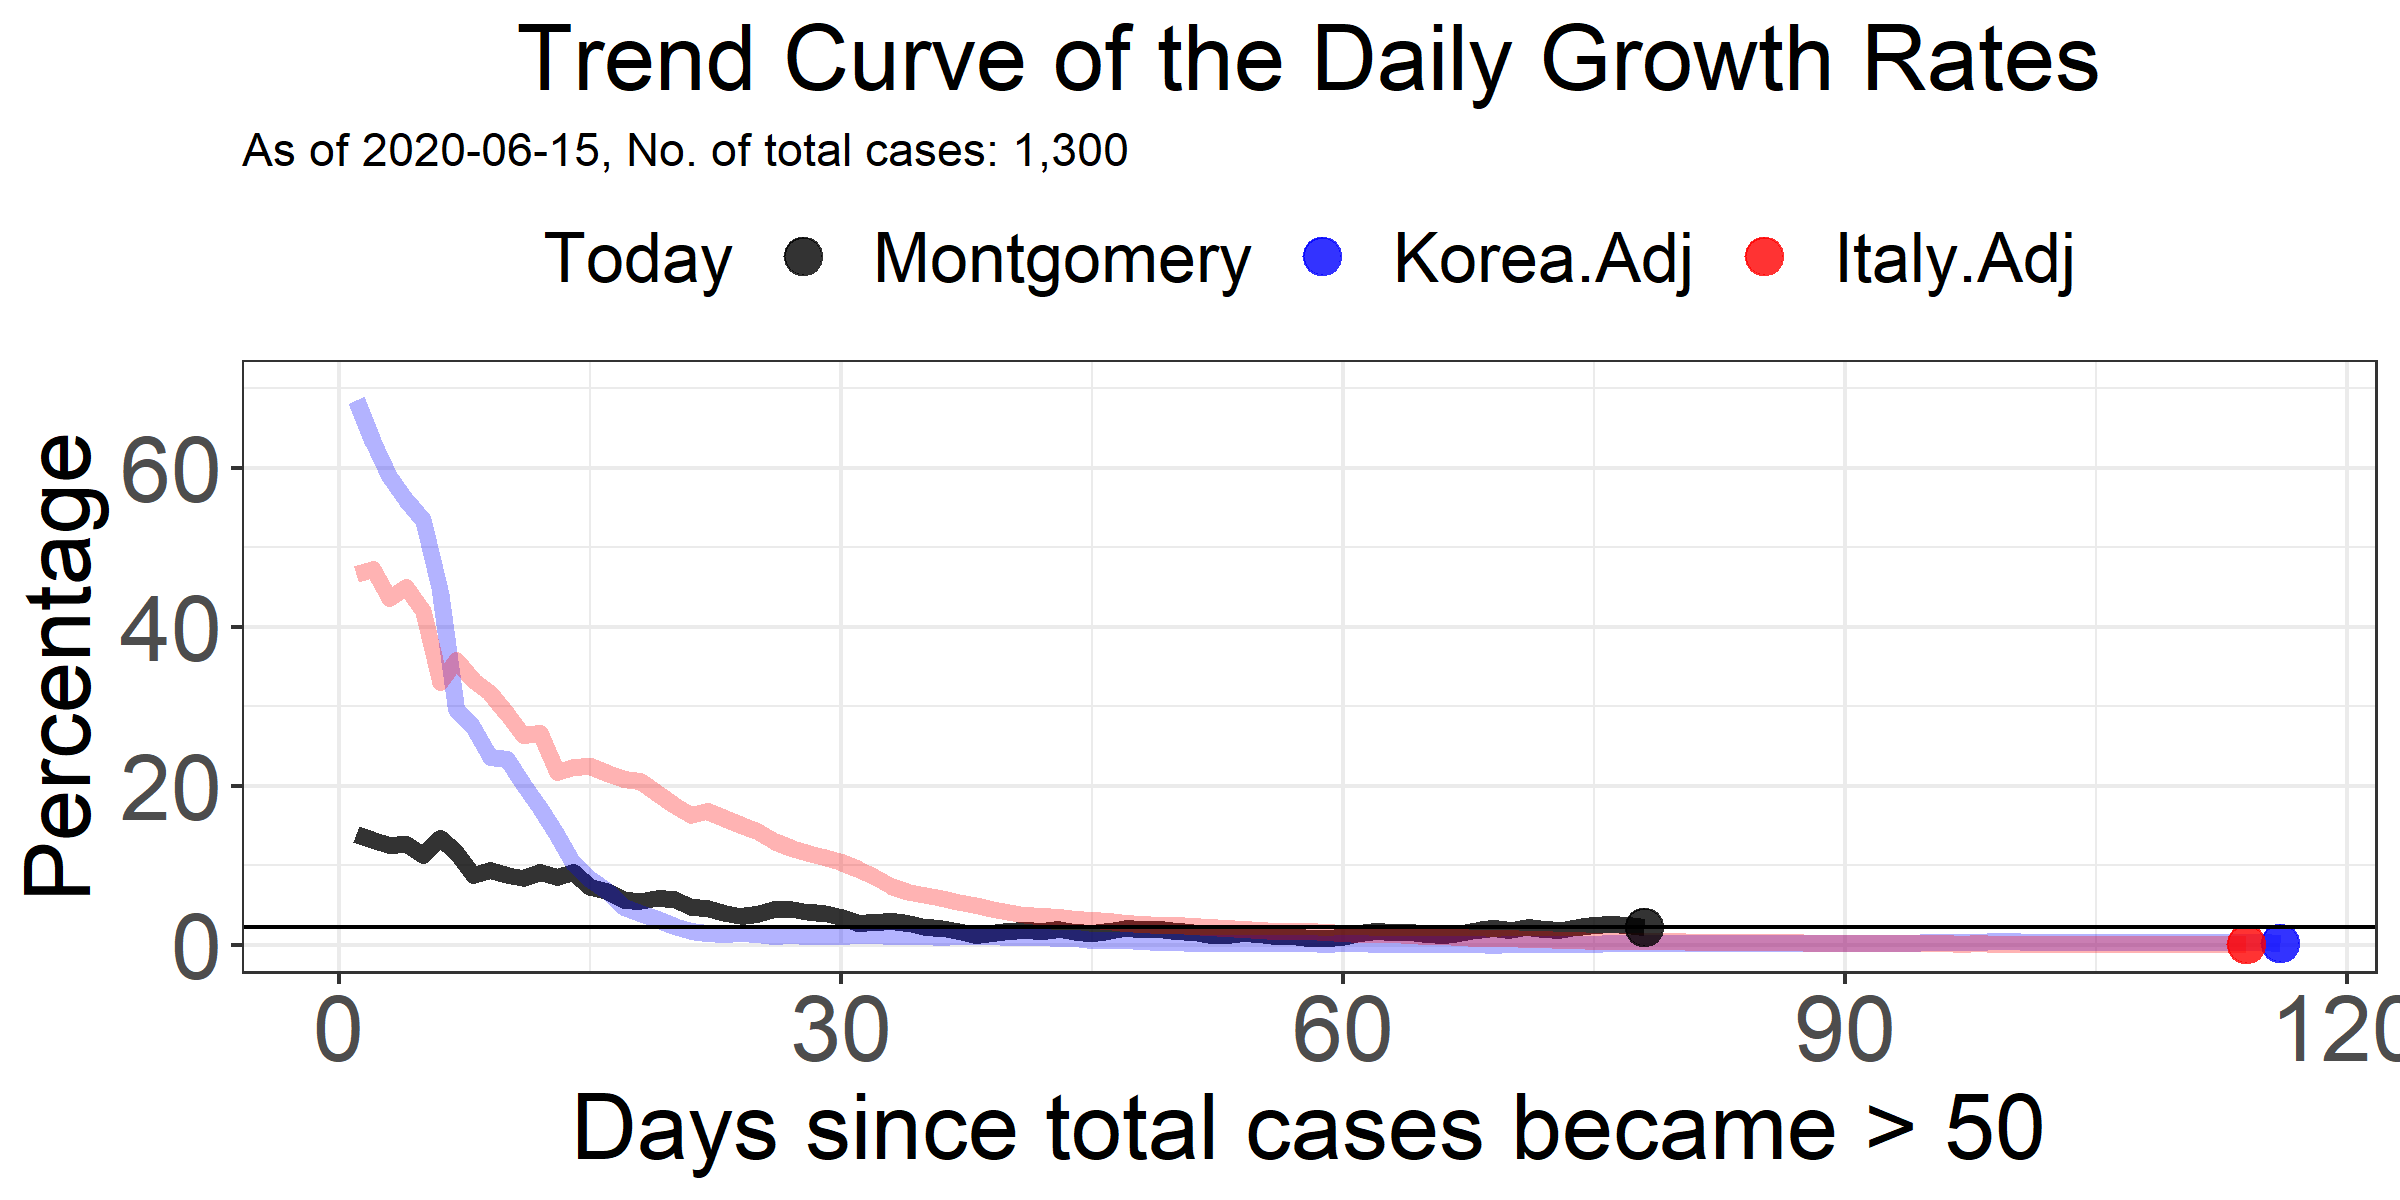 Trend Curve of the Daily Growth Rates
As of 2020-06-15, No. of total cases: 1,300
Today Montgomery Korea.Adj Italy.Adj
Percentage
60
40
20
0
0 30 60 90 120
Days since total cases became > 50